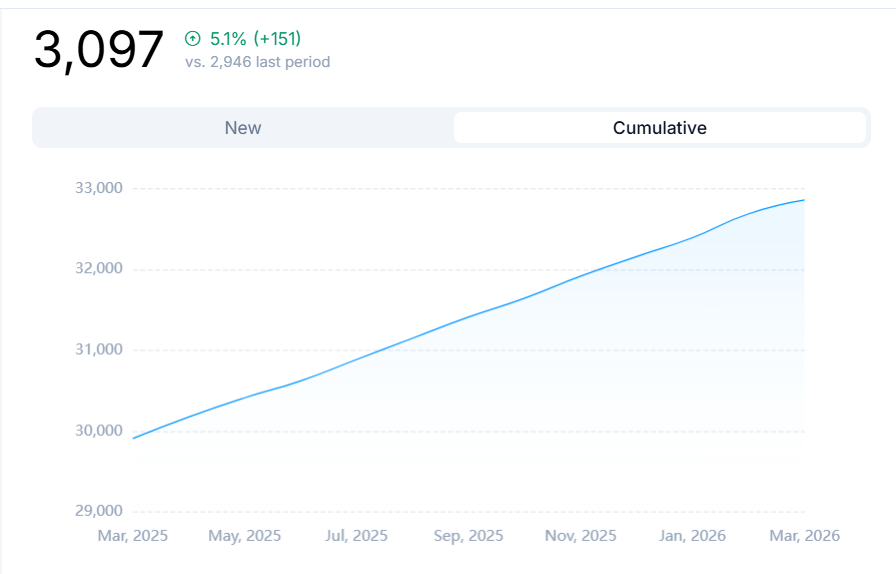 3,097
5.1% (+151)
vs. 2,946 last period
New
Cumulative
33,000
32,000
31,000
30,000
29,000
Mar, 2025
May, 2025
Jul, 2025
Sep, 2025
Nov, 2025
Jan, 2026
Mar, 2026